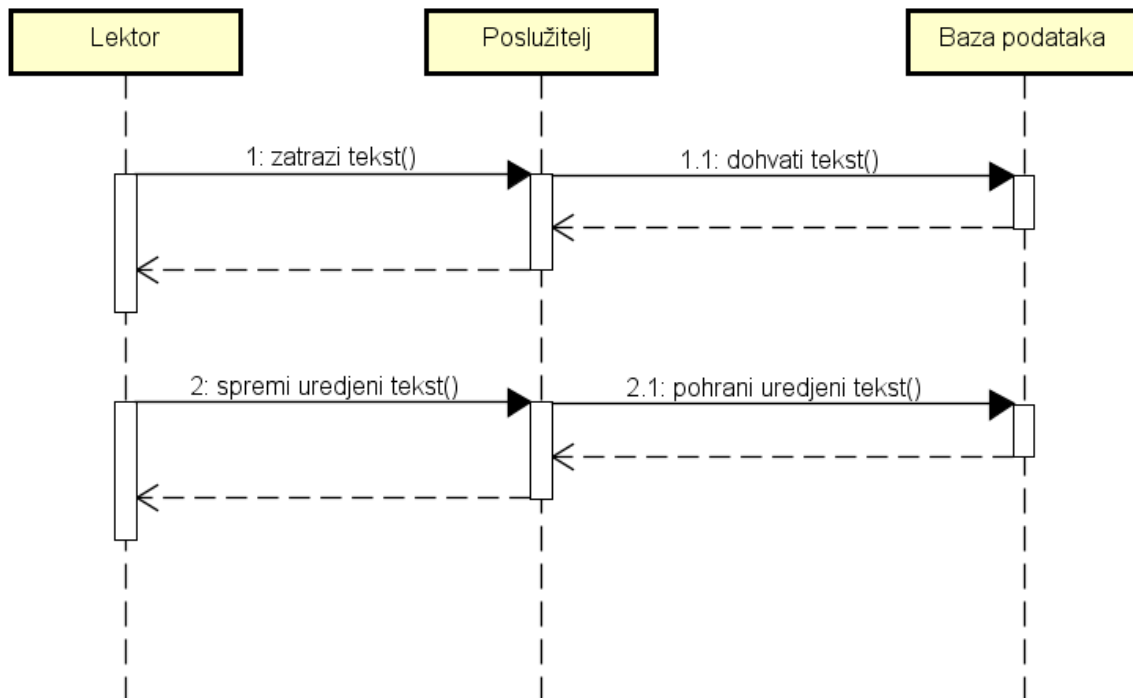 Lektor
Poslužitelj
Baza podataka
1: zatrazi tekst()
1.1: dohvati tekst()
2: spremi uredjeni tekst()
2.1: pohrani uredjeni tekst()